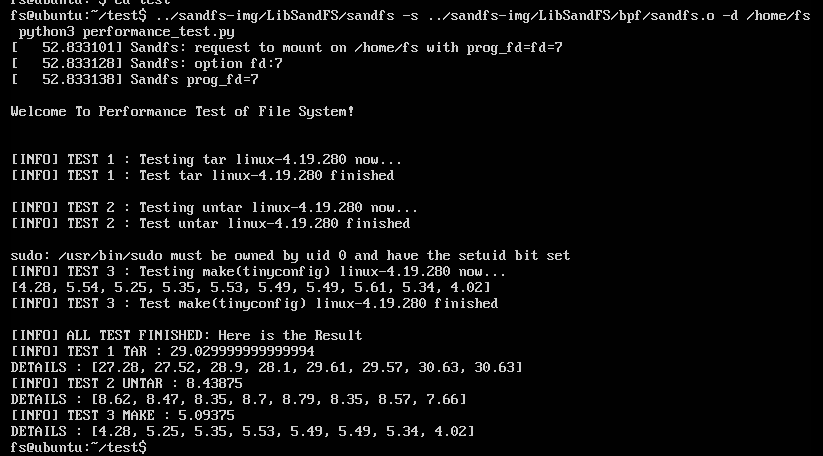 fs@ubuntu:~$ cd test
fs@ubuntu:~/test$ ../sandfs-img/LibSandFS/sandfs -s ../sandfs-img/LibSandFS/bpf/sandfs.o -d /home/fs
 python3 performance_test.py
[   52.833101] Sandfs: request to mount on /home/fs with prog_fd=fd=7
[   52.833128] Sandfs: option fd:7
[   52.833138] Sandfs prog_fd=7
Welcome To Performance Test of File System!
[INFO] TEST 1 : Testing tar linux-4.19.280 now...
[INFO] TEST 1 : Test tar linux-4.19.280 finished
[INFO] TEST 2 : Testing untar linux-4.19.280 now...
[INFO] TEST 2 : Test untar linux-4.19.280 finished
sudo: /usr/bin/sudo must be owned by uid 0 and have the setuid bit set
[INFO] TEST 3 : Testing make(tinyconfig) linux-4.19.280 now...
[4.28, 5.54, 5.25, 5.35, 5.53, 5.49, 5.49, 5.61, 5.34, 4.02]
[INFO] TEST 3 : Test make(tinyconfig) linux-4.19.280 finished
[INFO] ALL TEST FINISHED: Here is the Result
[INFO] TEST 1 TAR : 29.029999999999994
DETAILS : [27.28, 27.52, 28.9, 28.1, 29.61, 29.57, 30.63, 30.63]
[INFO] TEST 2 UNTAR : 8.43875
DETAILS : [8.62, 8.47, 8.35, 8.7, 8.79, 8.35, 8.57, 7.66]
[INFO] TEST 3 MAKE : 5.09375
DETAILS : [4.28, 5.25, 5.35, 5.53, 5.49, 5.49, 5.34, 4.02]
fs@ubuntu:~/test$